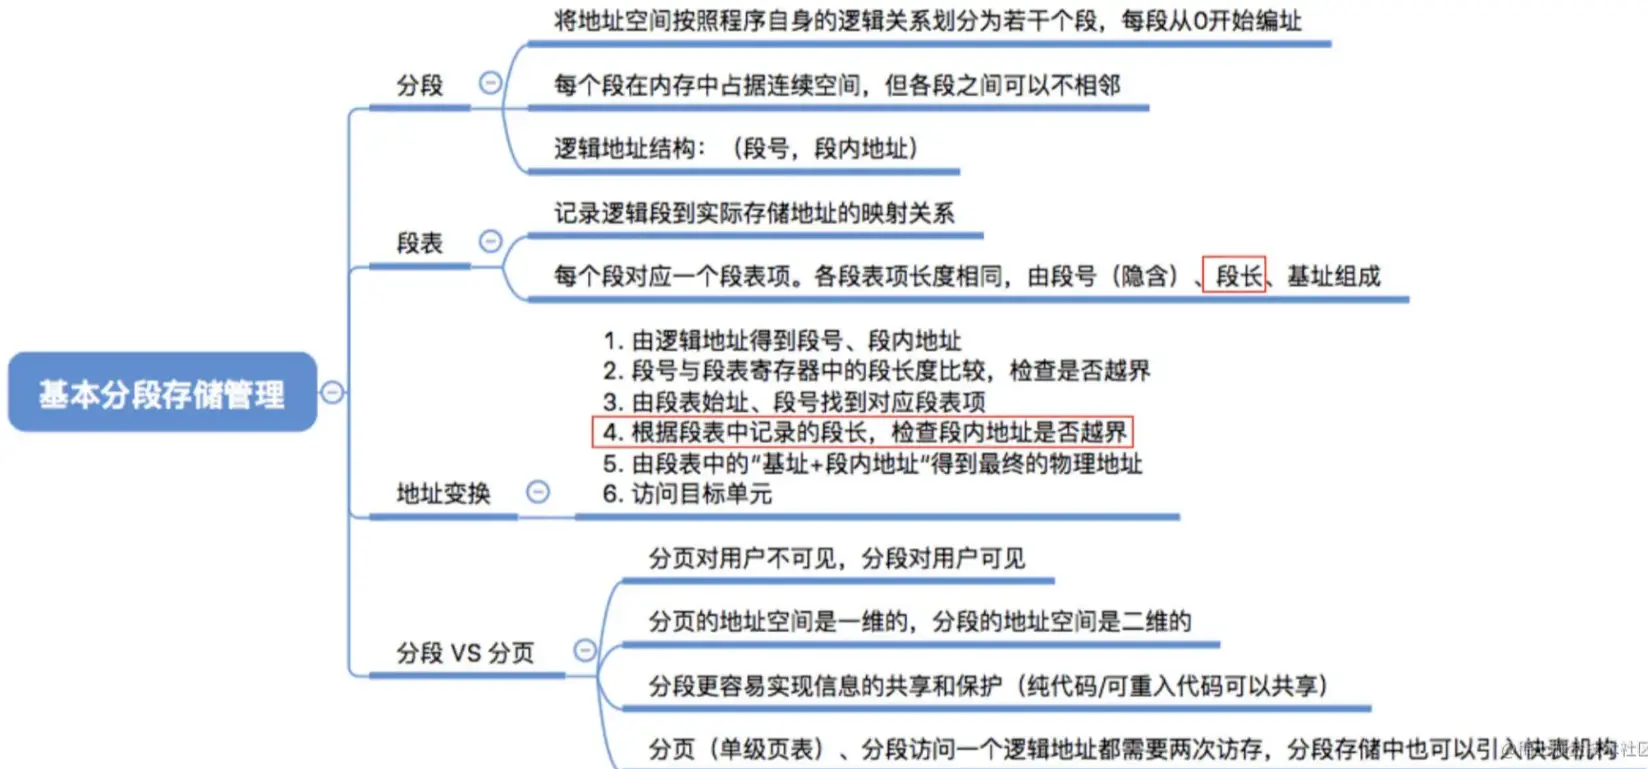 将地址空间按照程序自身的逻辑关系划分为若干个段，每段从0开始编址
分段
每个段在内存中占据连续空间，但各段之间可以不相邻
逻辑地址结构：（段号，段内地址）
记录逻辑段到实际存储地址的映射关系
段表
每个段对应一个段表项。各段表项长度相同，由段号（隐含）、段长、基址组成
基本分段存储管理
1. 由逻辑地址得到段号、段内地址
2. 段号与段表寄存器中的段长度比较，检查是否越界
3. 由段表始址、段号找到对应段表项
4. 根据段表中记录的段长，检查段内地址是否越界
5. 由段表中的“基址+段内地址”得到最终的物理地址
6. 访问目标单元
地址变换
分页对用户不可见，分段对用户可见
分页的地址空间是一维的，分段的地址空间是二维的
分段 VS 分页
分段更容易实现信息的共享和保护（纯代码/可重入代码可以共享）
分页（单级页表）、分段访问一个逻辑地址都需要两次访存，分段存储中也可以引入快表机构